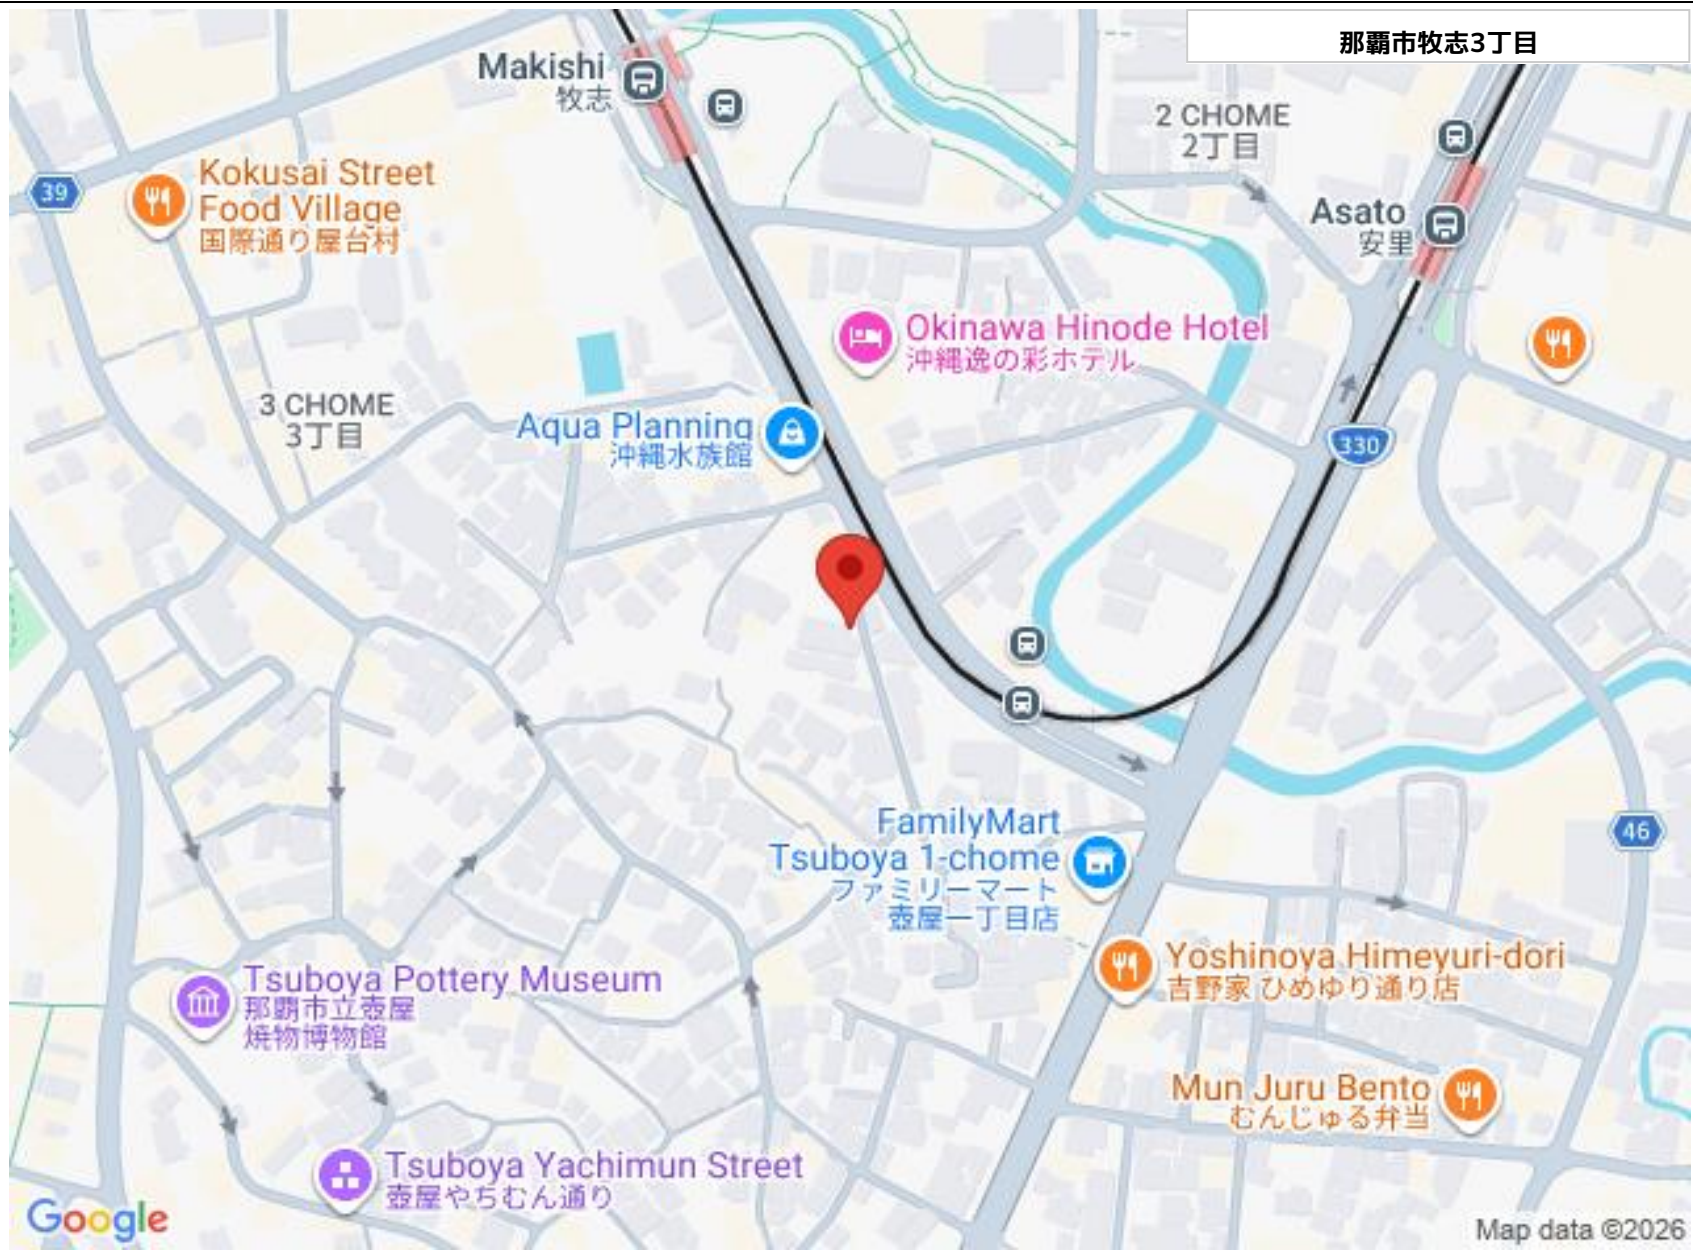 那覇市牧志3丁目
Makishi
牧志
2 CHOME
2丁目
39
Kokusai Street
Food Village
国際通り屋台村
Asato
安里
Okinawa Hinode Hotel
沖縄逸の彩ホテル
3 CHOME
3丁目
Aqua Planning
沖縄水族館
330
FamilyMart
Tsuboya 1-chome
ファミリーマート
壺屋一丁目店
46
Yoshinoya Himeyuri-dori
吉野家 ひめゆり通り店
Tsuboya Pottery Museum
那覇市立壺屋
焼物博物館
Mun Juru Bento
むんじゅる弁当
Tsuboya Yachimun Street
壺屋やちむん通り
Google
Map data ©2026